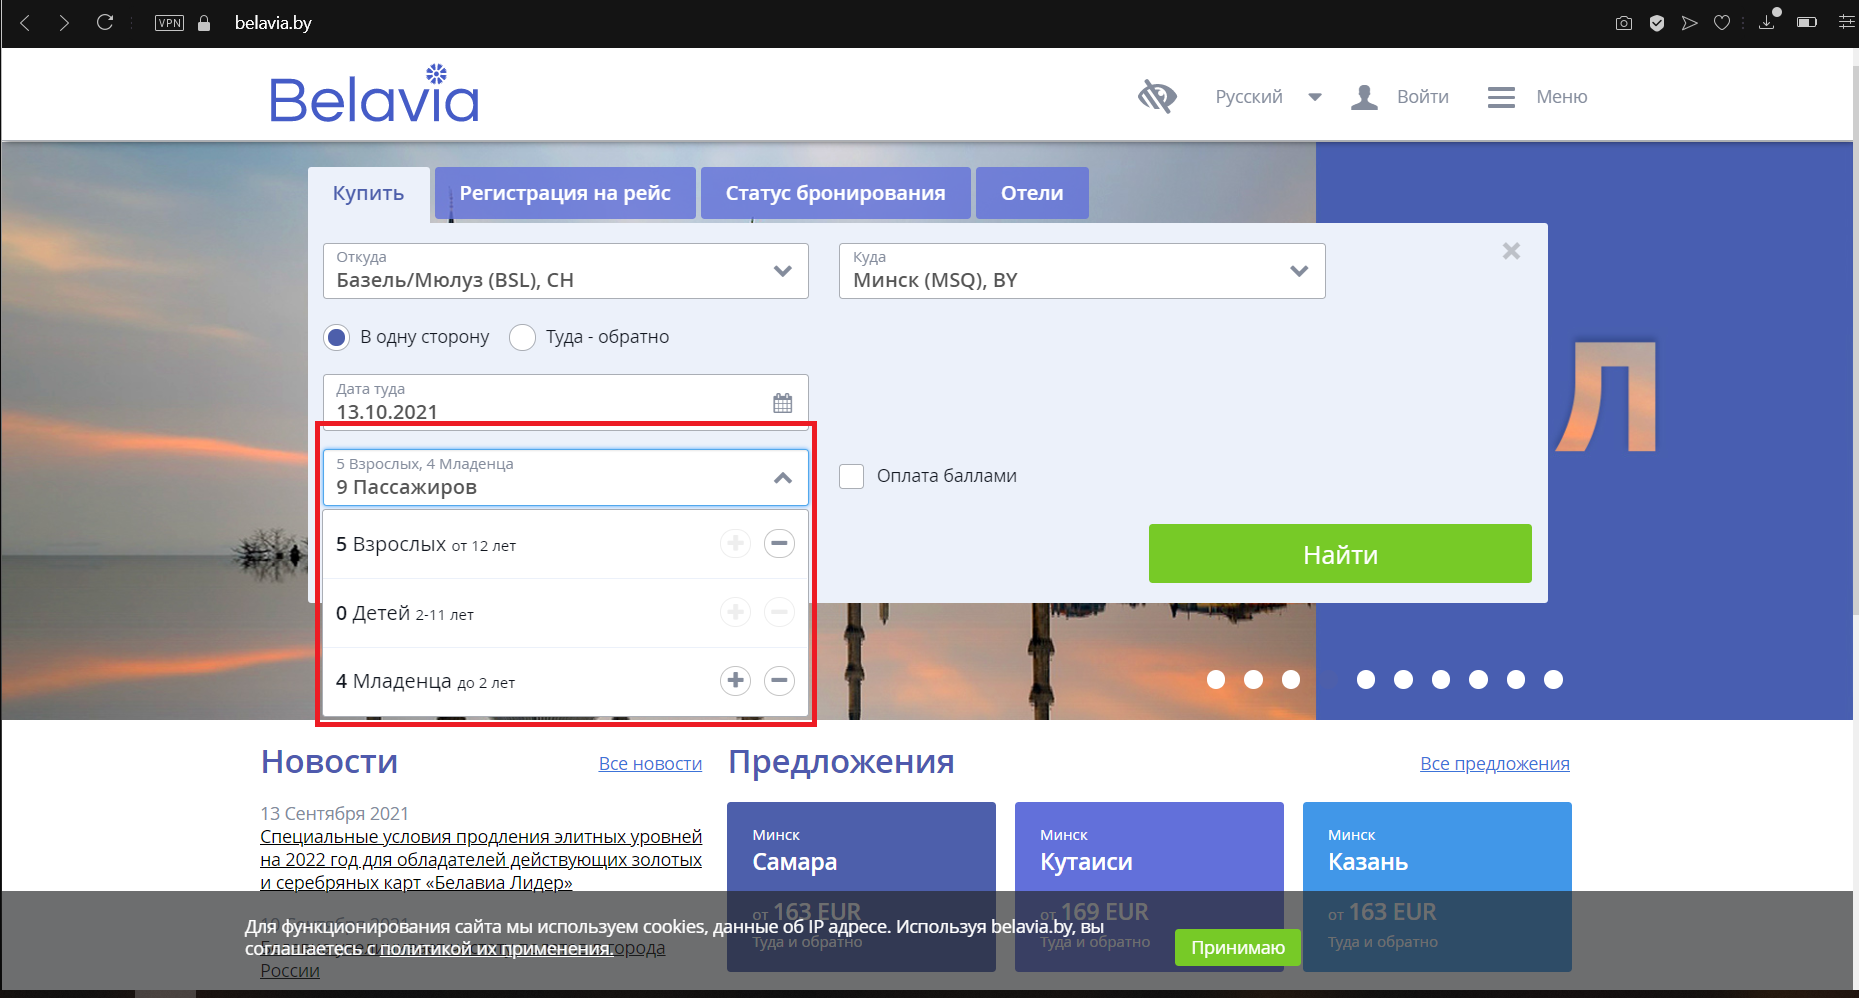 VPN
belavia.by
Belavia
Русский
Войти
Меню
Купить
Регистрация на рейс
Статус бронирования
Отели
Откуда
Базель/Мюлуз (BSL), CH
Куда
Минск (MSQ), BY
В одну сторону
Туда - обратно
Дата туда
13.10.2021
Л
5 Взрослых, 4 Младенца
9 Пассажиров
Оплата баллами
5 Взрослых от 12 лет
0 Детей 2-11 лет
4 Младенца до 2 лет
Найти
Новости
Все новости
13 Сентября 2021
Специальные условия продления элитных уровней
на 2022 год для обладателей действующих золотых
и серебряных карт «Белавиа Лидер»
города
России
Предложения
Все предложения
Минск
Самара
от 163 EUR
Туда и обратно
Минск
Кутаиси
от 169 EUR
Туда и обратно
Минск
Казань
от 163 EUR
Туда и обратно
Для функционирования сайта мы используем cookies, данные об IP адресе. Используя belavia.by, вы
соглашаетесь с политикой их применения.
Принимаю